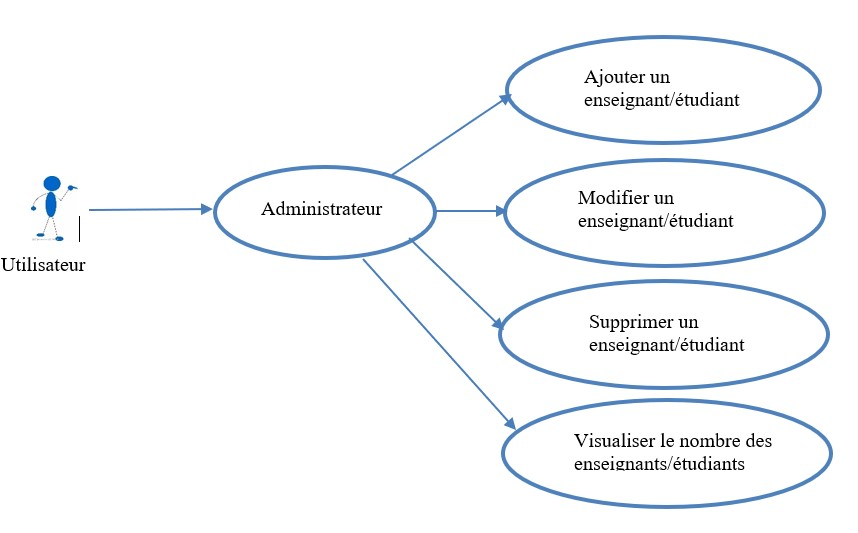 Ajouter un
enseignant/étudiant
Modifier un
enseignant/étudiant
Administrateur
Utilisateur
Supprimer un
enseignant/étudiant
Visualiser le nombre des
enseignants/étudiants